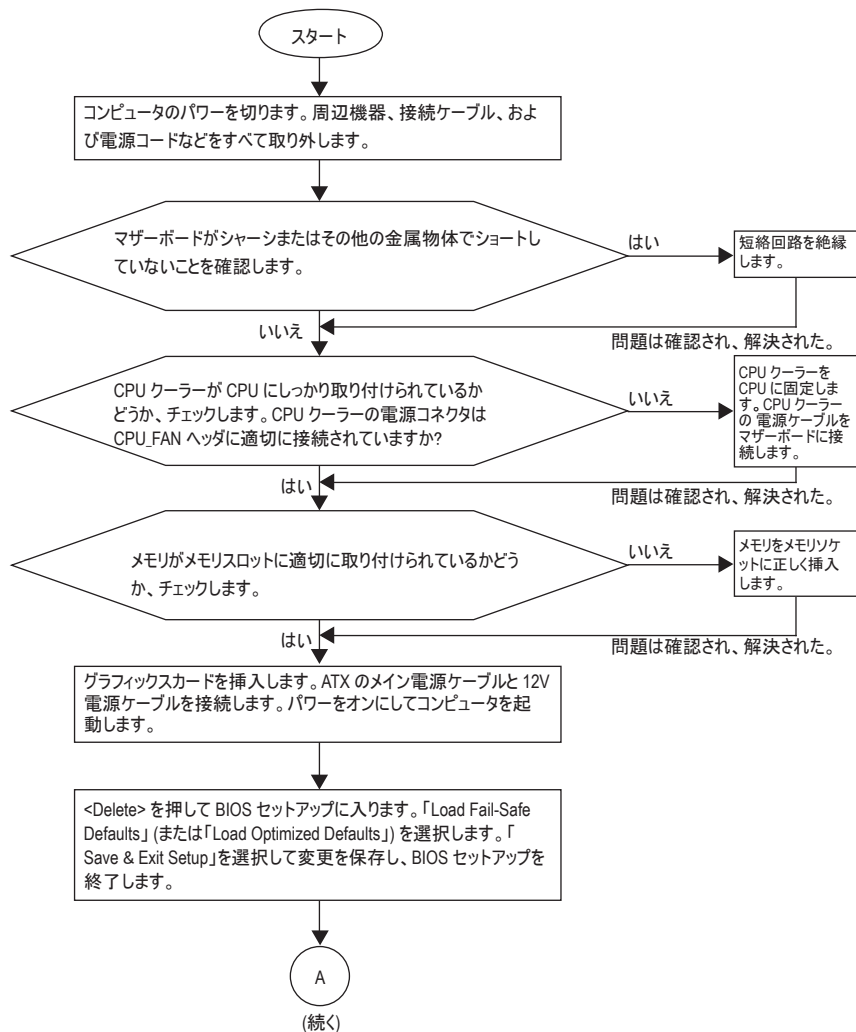 スタート
コンピュータのパワーを切ります。周辺機器、接続ケーブル、およ
び電源コードなどをすべて取り外します。
マザーボードがシャーシまたはその他の金属物体でショートし
ていないことを確認します。
はい
短絡回路を絶縁
します。
いいえ
問題は確認され、解決された。
CPU クーラーが CPU にしっかり取り付けられているか
どうか、チェックします。CPU クーラーの電源コネクタは
CPU_FAN ヘッダに適切に接続されていますか?
いいえ
CPU クーラーを
CPU に固定しま
す。CPU クーラー
の 電源ケーブルを
マザーボードに接
続します。
はい
問題は確認され、解決された。
メモリがメモリスロットに適切に取り付けられているかどう
か、チェックします。
いいえ
メモリをメモリソケ
ットに正しく挿入
します。
はい
問題は確認され、解決された。
グラフィックスカードを挿入します。ATX のメイン電源ケーブルと 12V
電源ケーブルを接続します。パワーをオンにしてコンピュータを起
動します。
<Delete> を押して BIOS セットアップに入ります。「Load Fail-Safe
Defaults」 (または「Load Optimized Defaults」) を選択します。「
Save & Exit Setup」を選択して変更を保存し、BIOS セットアップを
終了します。
A
(続く)